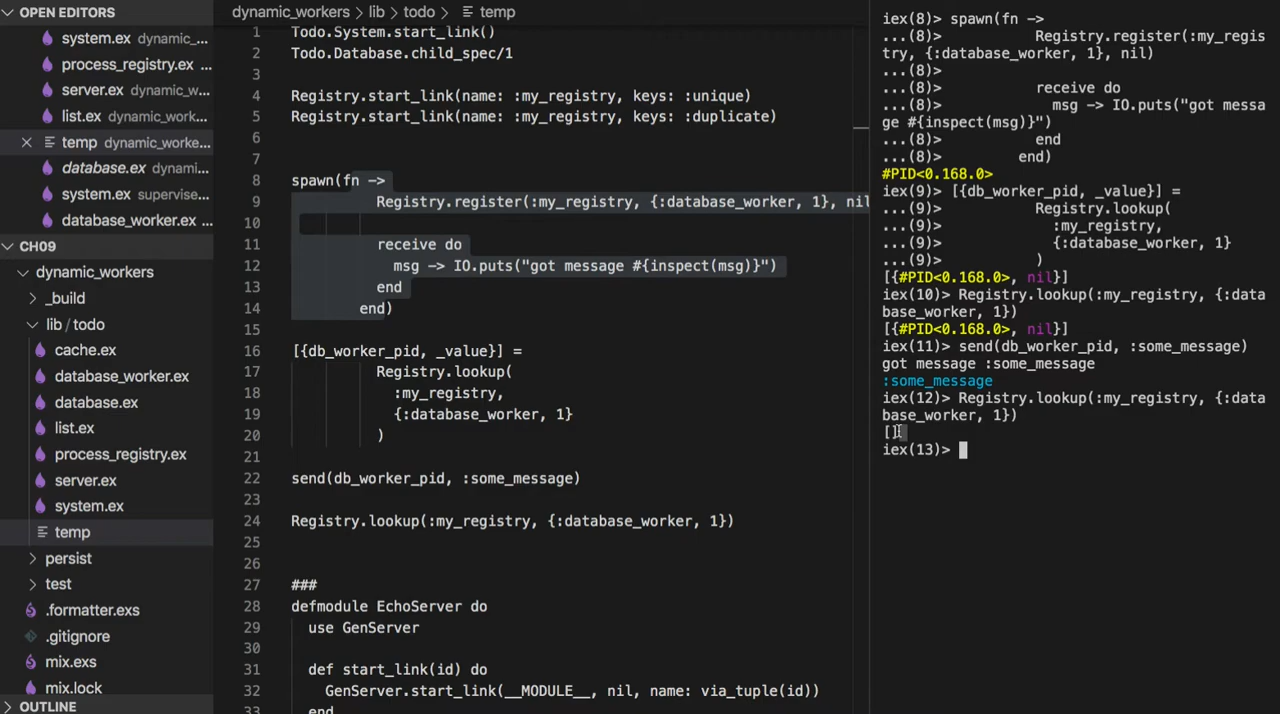 OPEN EDITORS
system.ex dynamic_...
process_registry.ex ...
server.ex dynamic_w...
list.ex dynamic_work...
temp dynamic_worke...
database.ex dynami...
system.ex supervise...
database_worker.ex ...
CH09
dynamic_workers
_build
lib / todo
cache.ex
database_worker.ex
database.ex
list.ex
process_registry.ex
server.ex
system.ex
temp
persist
test
.formatter.exs
.gitignore
mix.exs
mix.lock
OUTLINE
dynamic_workers > lib > todo > temp
1 Todo.System.start_link()
2 Todo.Database.child_spec/1
3
4 Registry.start_link(name: :my_registry, keys: :unique)
5 Registry.start_link(name: :my_registry, keys: :duplicate)
6
7
8 spawn(fn ->
9 Registry.register(:my_registry, {:database_worker, 1}, nil
10
11 receive do
12 msg -> IO.puts("got message #{inspect(msg)}")
13 end
14 end)
15
16 [{db_worker_pid, _value}] =
17 Registry.lookup(
18 :my_registry,
19 {:database_worker, 1}
20 )
21
22 send(db_worker_pid, :some_message)
23
24 Registry.lookup(:my_registry, {:database_worker, 1})
25
26
27 ###
28 defmodule EchoServer do
29 use GenServer
30
31 def start_link(id) do
32 GenServer.start_link(__MODULE__, nil, name: via_tuple(id))
33 end
iex(8)> spawn(fn ->
...(8)> Registry.register(:my_regis
try, {:database_worker, 1}, nil)
...(8)>
...(8)> receive do
...(8)> msg -> IO.puts("got messa
ge #{inspect(msg)}")
...(8)> end
...(8)> end)
#PID<0.168.0>
iex(9)> [{db_worker_pid, _value}] =
...(9)> Registry.lookup(
...(9)> :my_registry,
...(9)> {:database_worker, 1}
...(9)> )
[{#PID<0.168.0>, nil}]
iex(10)> Registry.lookup(:my_registry, {:data
base_worker, 1})
[{#PID<0.168.0>, nil}]
iex(11)> send(db_worker_pid, :some_message)
got message :some_message
:some_message
iex(12)> Registry.lookup(:my_registry, {:data
base_worker, 1})
[]
iex(13)>